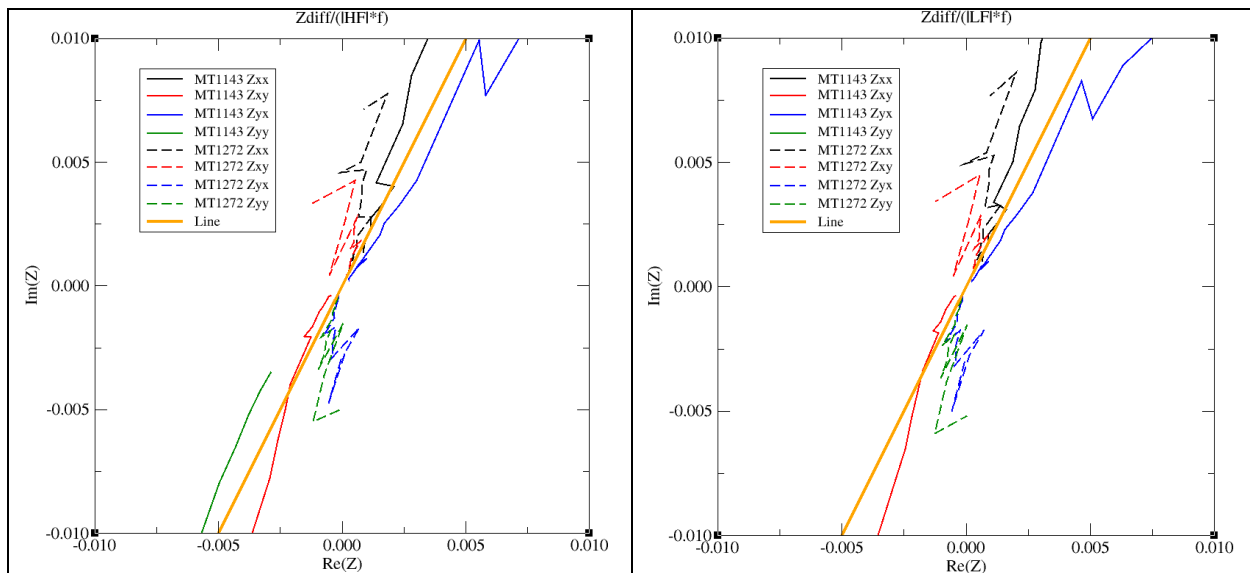 Zdiff/(|HF|*f)
0.010
0.005
0.000
-0.005
-0.010
Im(Z)
MT1143 Zxx
MT1143 Zxy
MT1143 Zyx
MT1143 Zyy
MT1272 Zxx
MT1272 Zxy
MT1272 Zyx
MT1272 Zyy
Line
-0.010 -0.005 0.000 0.005 0.010
Re(Z)
Zdiff/(|LF|*f)
0.010
0.005
0.000
-0.005
-0.010
Im(Z)
MT1143 Zxx
MT1143 Zxy
MT1143 Zyx
MT1143 Zyy
MT1272 Zxx
MT1272 Zxy
MT1272 Zyx
MT1272 Zyy
Line
-0.010 -0.005 0.000 0.005 0.010
Re(Z)